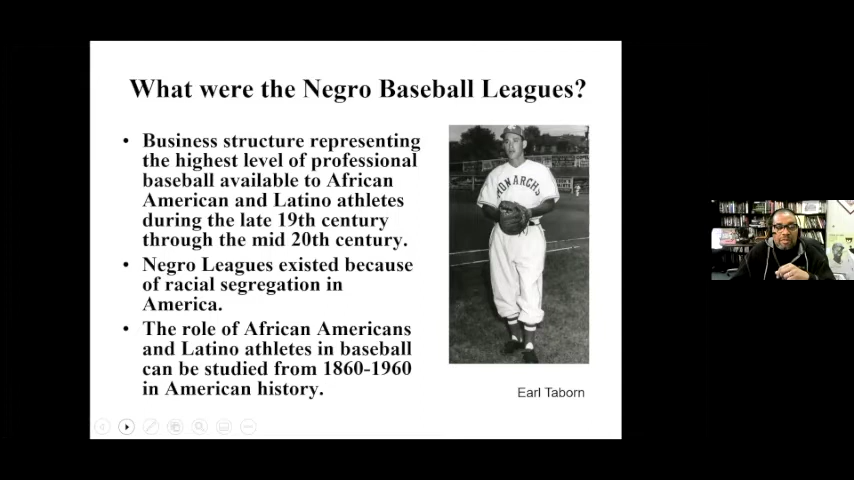 What were the Negro Baseball Leagues?
• Business structure representing
the highest level of professional
baseball available to African
American and Latino athletes
during the late 19th century
through the mid 20th century.
• Negro Leagues existed because
of racial segregation in
America.
• The role of African Americans
and Latino athletes in baseball
can be studied from 1860-1960
in American history.
MONARCHS
Earl Taborn